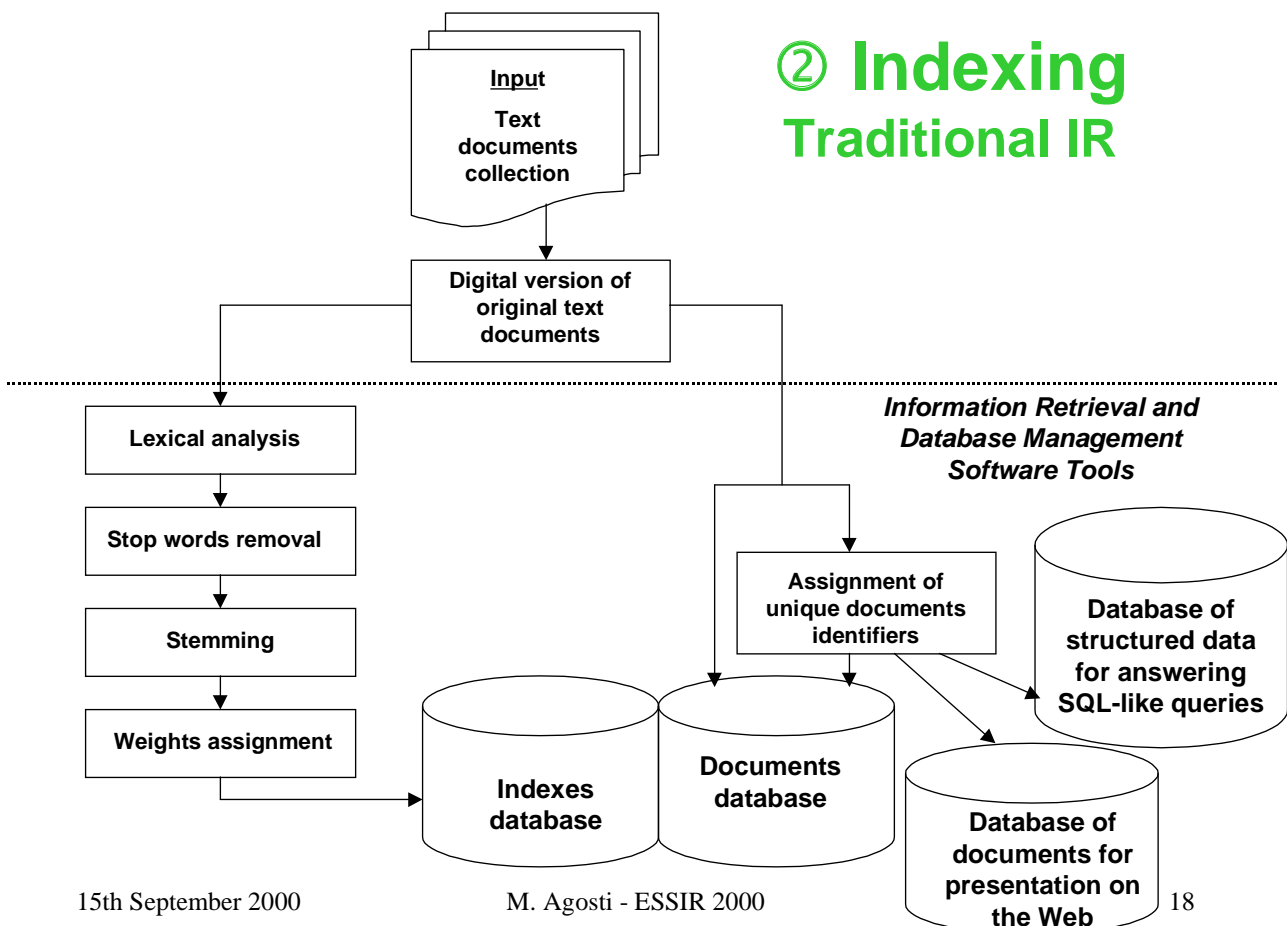 ② Indexing
Traditional IR
Input
Text
documents
collection
Digital version of
original text
documents
Information Retrieval and
Database Management
Software Tools
Lexical analysis
Stop words removal
Stemming
Weights assignment
Assignment of
unique documents
identifiers
Database of
structured data
for answering
SQL-like queries
Indexes
database
Documents
database
Database of
documents for
presentation on
the Web
15th September 2000
M. Agosti - ESSIR 2000
18